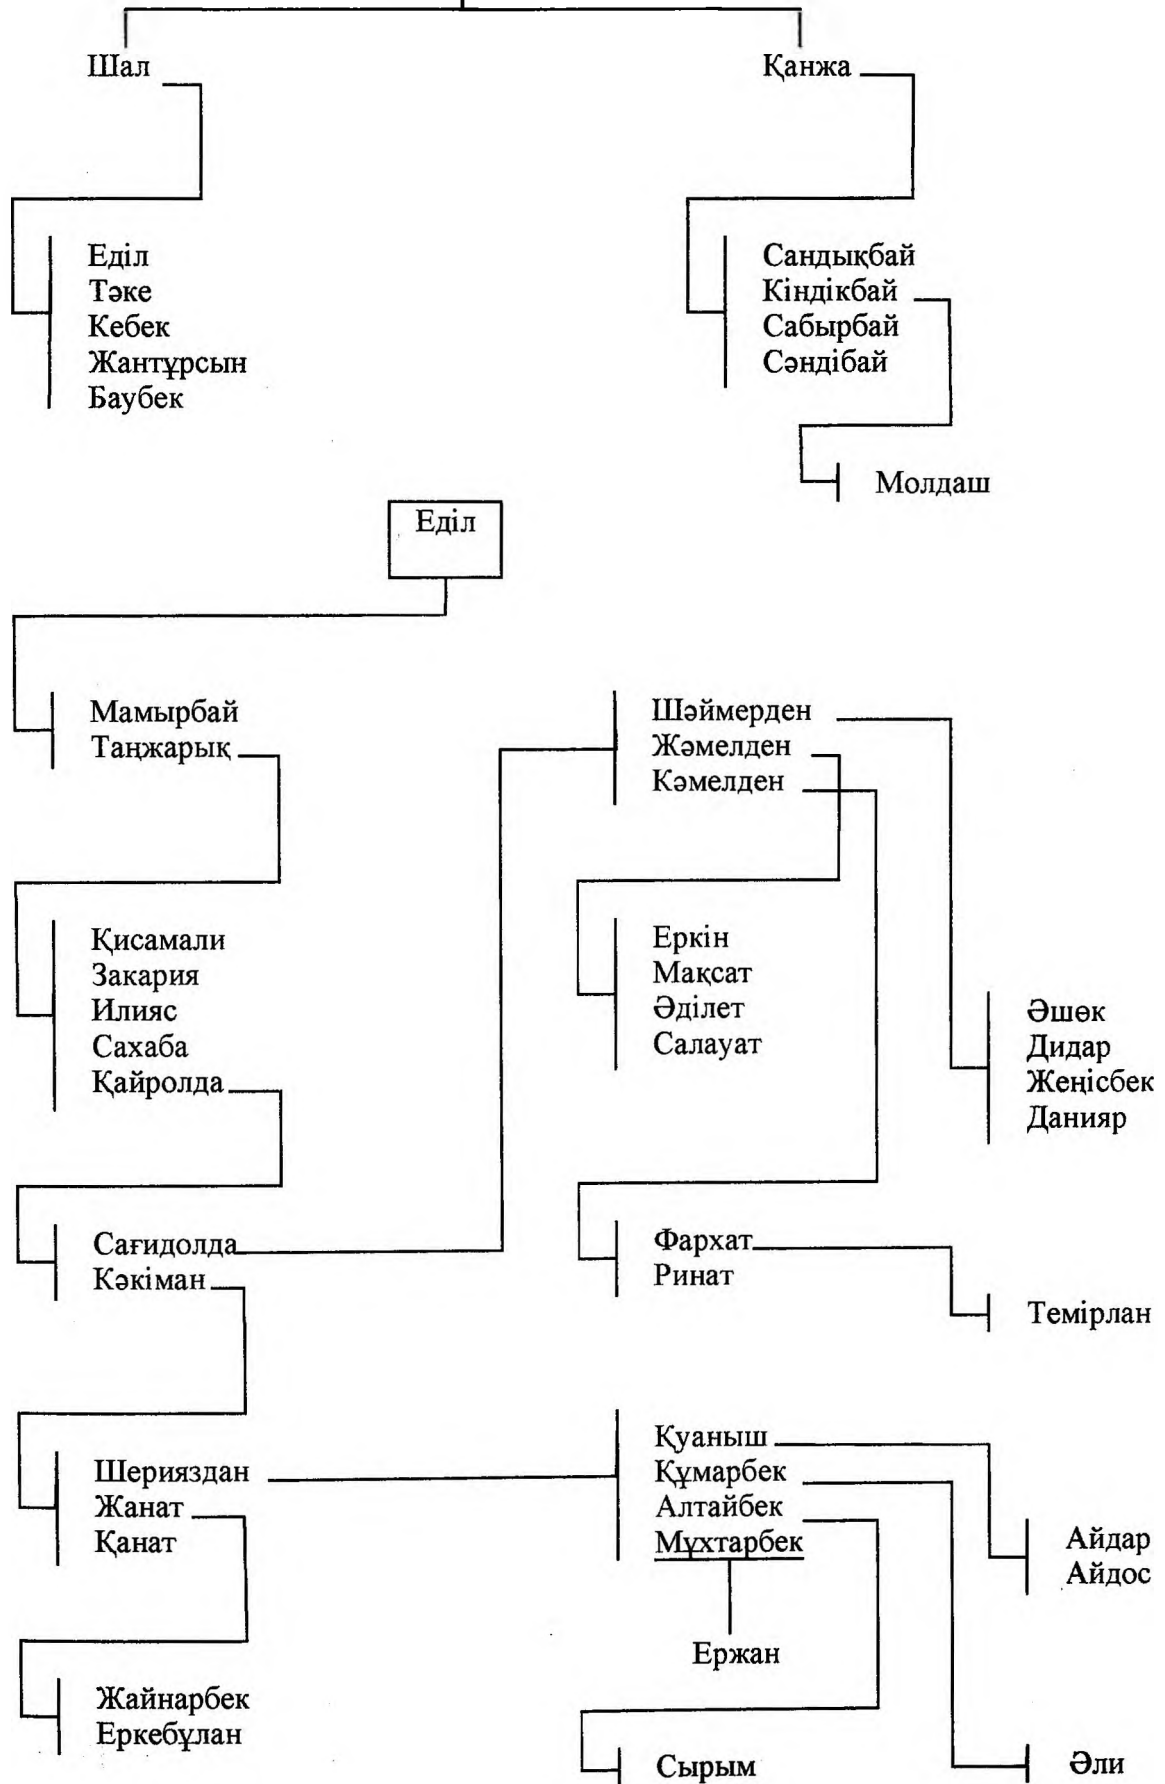 Шал
Қанжа
Еділ
Тәке
Кебек
Жантұрсын
Баубек
Сандықбай
Кіндікбай
Сабырбай
Сәндібай
Молдаш
Еділ
Мамырбай
Таңжарық
Шәймерден
Жәмелден
Кәмелден
Қисамали
Закария
Илияс
Сахаба
Қайролда
Еркін
Мақсат
Әділет
Салауат
Әшөк
Дидар
Жеңісбек
Данияр
Сағидолда
Кәкіман
Фархат
Ринат
Темірлан
Шерияздан
Жанат
Қанат
Қуаныш
Құмарбек
Алтайбек
Мұхтарбек
Айдар
Айдос
Ержан
Жайнарбек
Еркебұлан
Сырым
Әли